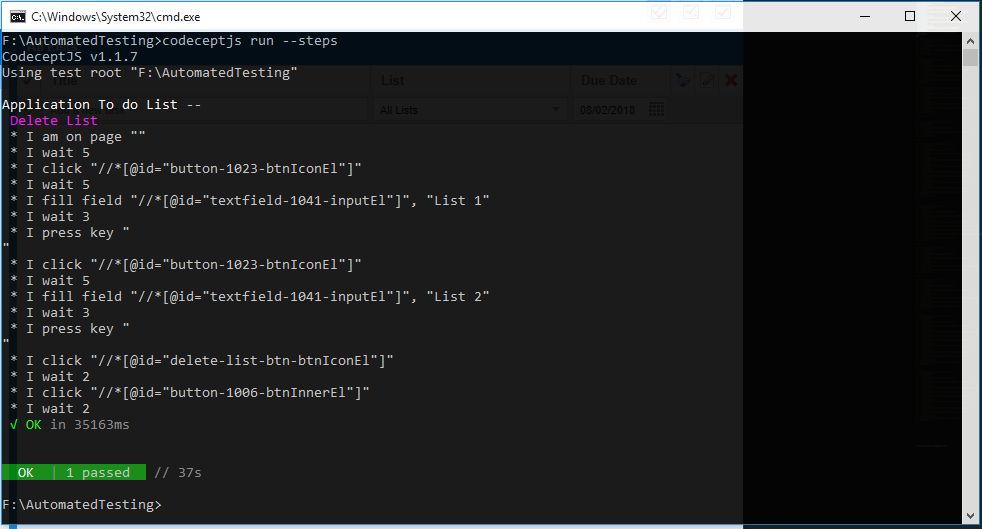 C:\Windows\System32\cmd.exe
F:\AutomatedTesting>codeceptjs run --steps
CodeceptJS v1.1.7
Using test root "F:\AutomatedTesting"
Title List Due Date
Application To do List --
All Lists 08/02/2018
Delete List
* I am on page ""
* I wait 5
* I click "//*[@id="button-1023-btnIconEl"]"
* I wait 5
* I fill field "//*[@id="textfield-1041-inputEl"]", "List 1"
* I wait 3
* I press key "
"
* I click "//*[@id="button-1023-btnIconEl"]"
* I wait 5
* I fill field "//*[@id="textfield-1041-inputEl"]", "List 2"
* I wait 3
* I press key "
"
* I click "//*[@id="delete-list-btn-btnIconEl"]"
* I wait 2
* I click "//*[@id="button-1006-btnInnerEl"]"
* I wait 2
√ OK in 35163ms
OK | 1 passed // 37s
F:\AutomatedTesting>